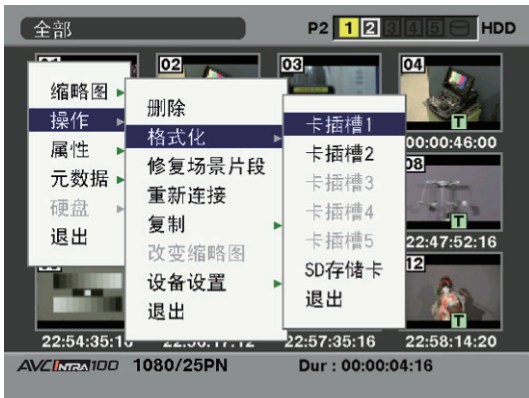 全部 P2 1 2 3 4 5 HDD
02 03 04
缩略图
操作
属性
元数据
硬盘
退出
删除
格式化
修复场景片段
重新连接
复制
改变缩略图
设备设置
退出
卡插槽1
卡插槽2
卡插槽3
卡插槽4
卡插槽5
SD存储卡
退出
T
00:00:46:00
08
T
22:47:52:16
12
T
22:54:35:16 22:56:17:12 22:57:35:16 22:58:14:20
AVC INTRA 100 1080/25PN Dur : 00:00:04:16